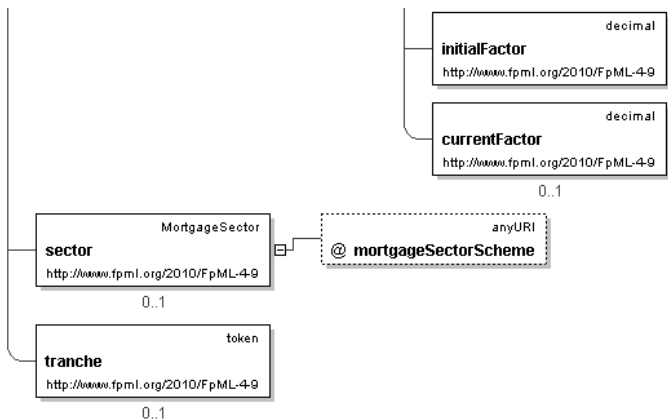 decimal
initialFactor
http://www.fpml.org/2010/FpML-4-9
decimal
currentFactor
http://www.fpml.org/2010/FpML-4-9
0..1
MortgageSector
sector
http://www.fpml.org/2010/FpML-4-9
0..1
anyURI
@ mortgageSectorScheme
token
tranche
http://www.fpml.org/2010/FpML-4-9
0..1